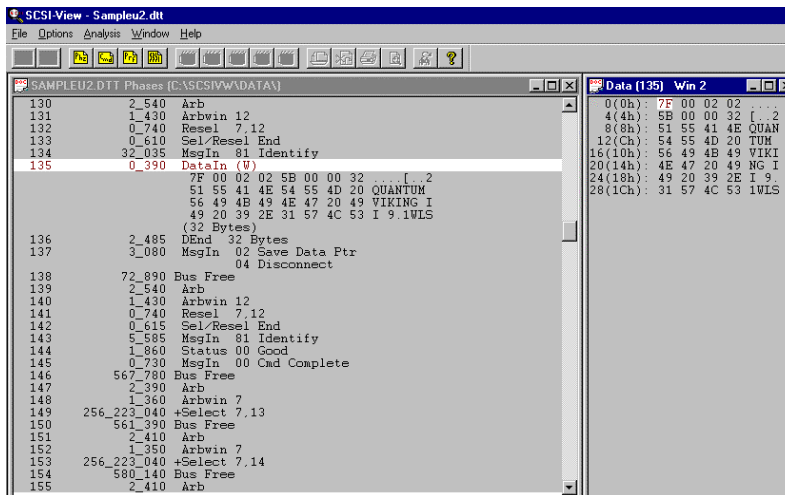 SCSI-View - Sampleu2.dtt
File Options Analysis Window Help
Phz Cmd Prf
SAMPLEU2.DTT Phases (C:\SCSIVW\DATA\)
130 2_540 Arb
131 1_430 Arbwin 12
132 0_740 Resel 7,12
133 0_610 Sel/Resel End
134 32_035 MsgIn 81 Identify
135 0_390 DataIn (W)
7F 00 02 02 5B 00 00 32 ....[..2
51 55 41 4E 54 55 4D 20 QUANTUM
56 49 4B 49 4E 47 20 49 VIKING I
49 20 39 2E 31 57 4C 53 I 9.1WLS
(32 Bytes)
136 2_485 DEnd 32 Bytes
137 3_080 MsgIn 02 Save Data Ptr
04 Disconnect
138 72_890 Bus Free
139 2_540 Arb
140 1_430 Arbwin 12
141 0_740 Resel 7,12
142 0_615 Sel/Resel End
143 5_585 MsgIn 81 Identify
144 1_860 Status 00 Good
145 0_730 MsgIn 00 Cmd Complete
146 567_780 Bus Free
147 2_390 Arb
148 1_360 Arbwin 7
149 256_223_040 +Select 7,13
150 561_390 Bus Free
151 2_410 Arb
152 1_350 Arbwin 7
153 256_223_040 +Select 7,14
154 580_140 Bus Free
155 2_410 Arb
Data (135) Win 2
0(0h): 7F 00 02 02 ....
4(4h): 5B 00 00 32 [..2
8(8h): 51 55 41 4E QUAN
12(Ch): 54 55 4D 20 TUM
16(10h): 56 49 4B 49 VIKI
20(14h): 4E 47 20 49 NG I
24(18h): 49 20 39 2E I 9.
28(1Ch): 31 57 4C 53 1WLS